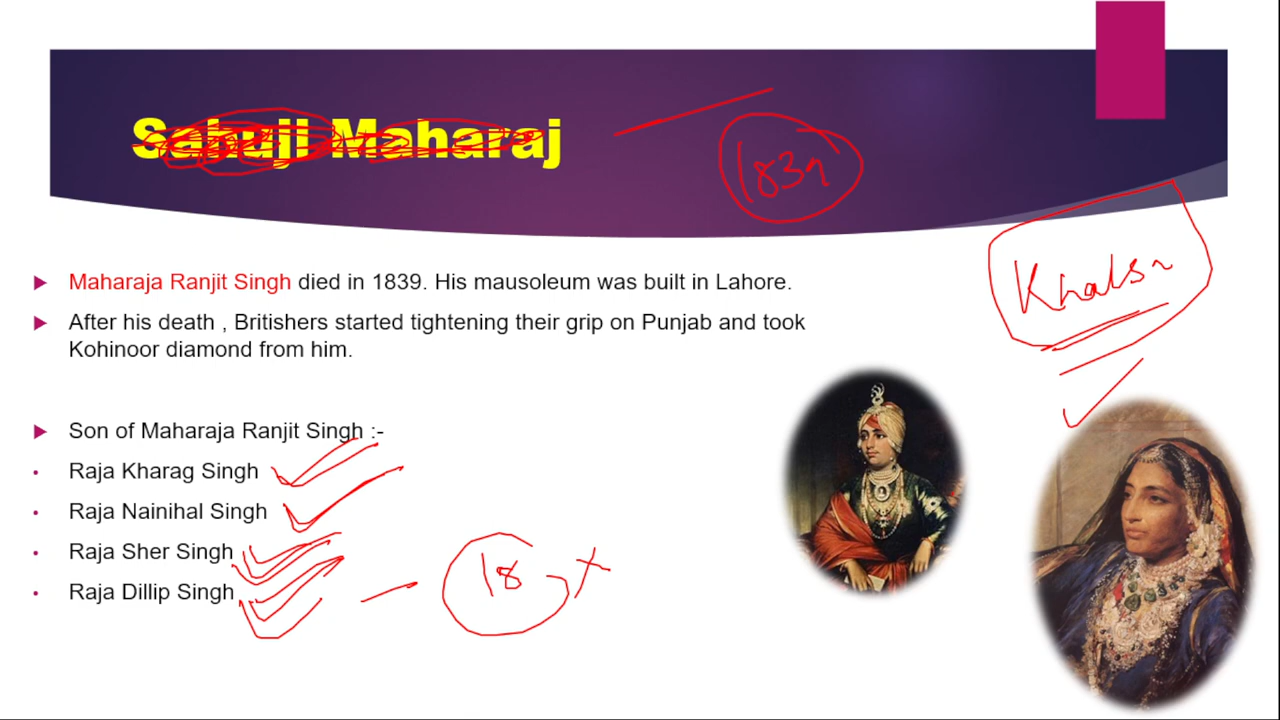 Sahuji Maharaj
1839
Khalsa
Maharaja Ranjit Singh died in 1839. His mausoleum was built in Lahore.
After his death , Britishers started tightening their grip on Punjab and took
Kohinoor diamond from him.
Son of Maharaja Ranjit Singh :-
Raja Kharag Singh
Raja Nainihal Singh
Raja Sher Singh
Raja Dillip Singh
18